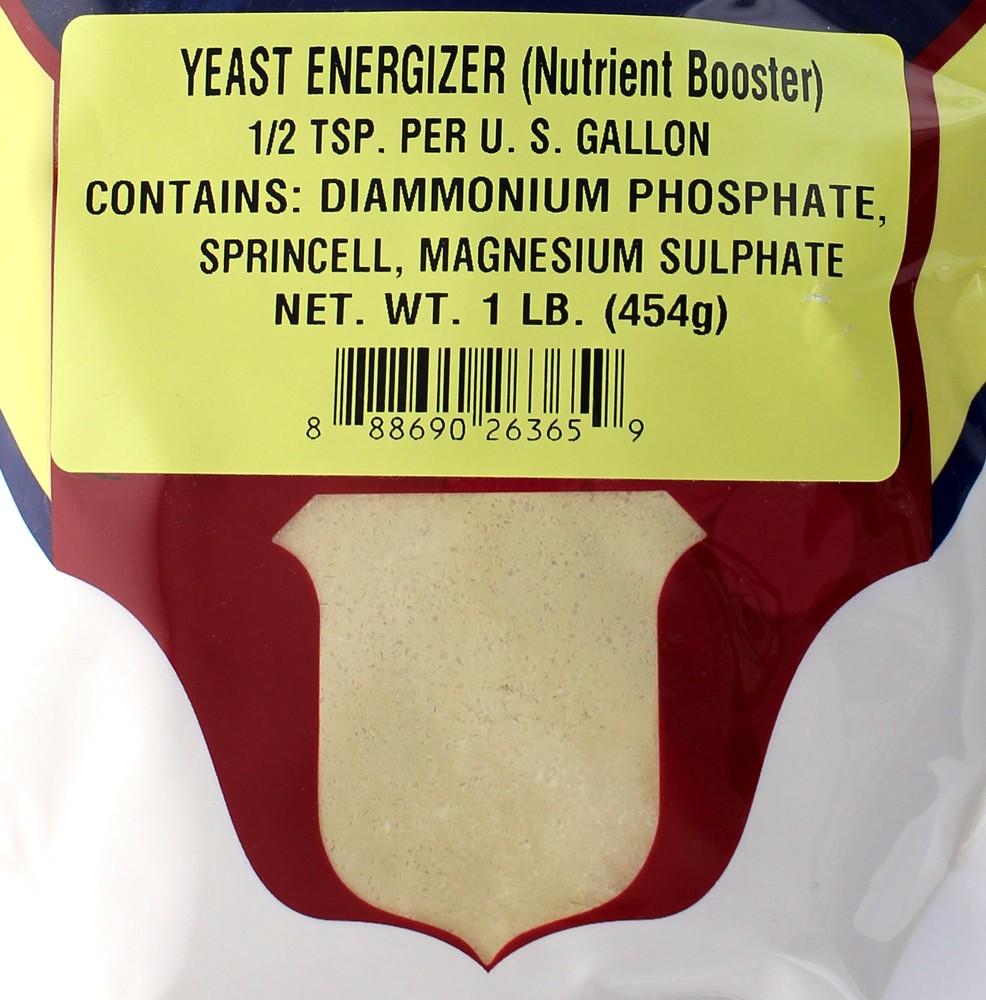 YEAST ENERGIZER (Nutrient Booster)
1/2 TSP. PER U. S. GALLON
CONTAINS: DIAMMONIUM PHOSPHATE,
SPRINCELL, MAGNESIUM SULPHATE
NET. WT. 1 LB. (454g)
8 88690 26365 9